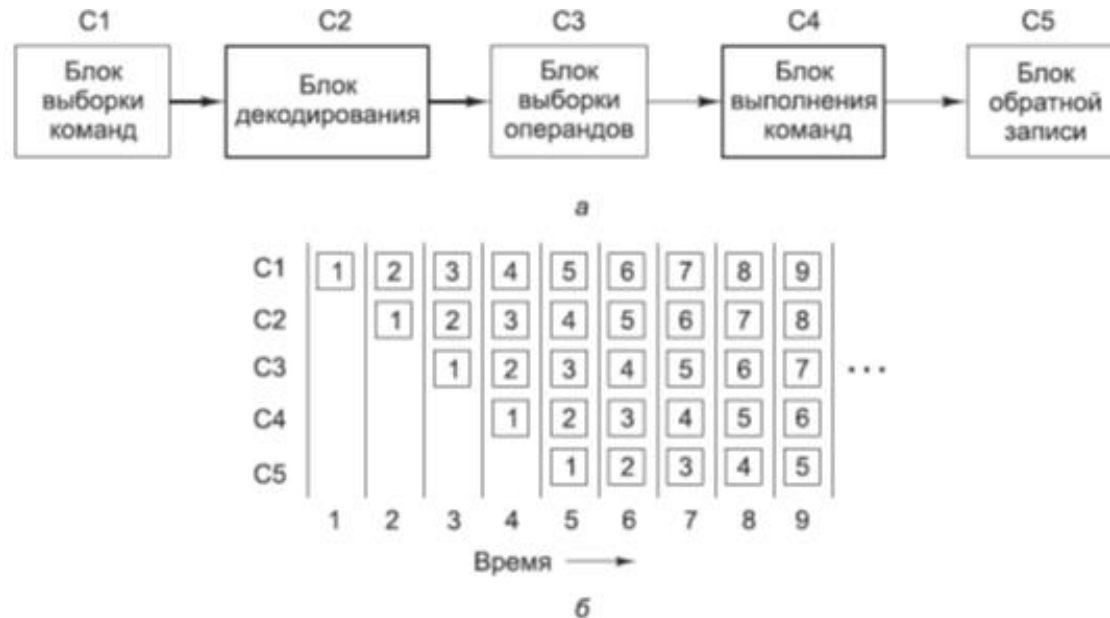 С1 С2 С3 С4 С5
Блок выборки команд
Блок декодирования
Блок выборки операндов
Блок выполнения команд
Блок обратной записи
а
С1 1 2 3 4 5 6 7 8 9
С2 1 2 3 4 5 6 7 8
С3 1 2 3 4 5 6 7 ...
С4 1 2 3 4 5 6
С5 1 2 3 4 5
1 2 3 4 5 6 7 8 9
Время
б